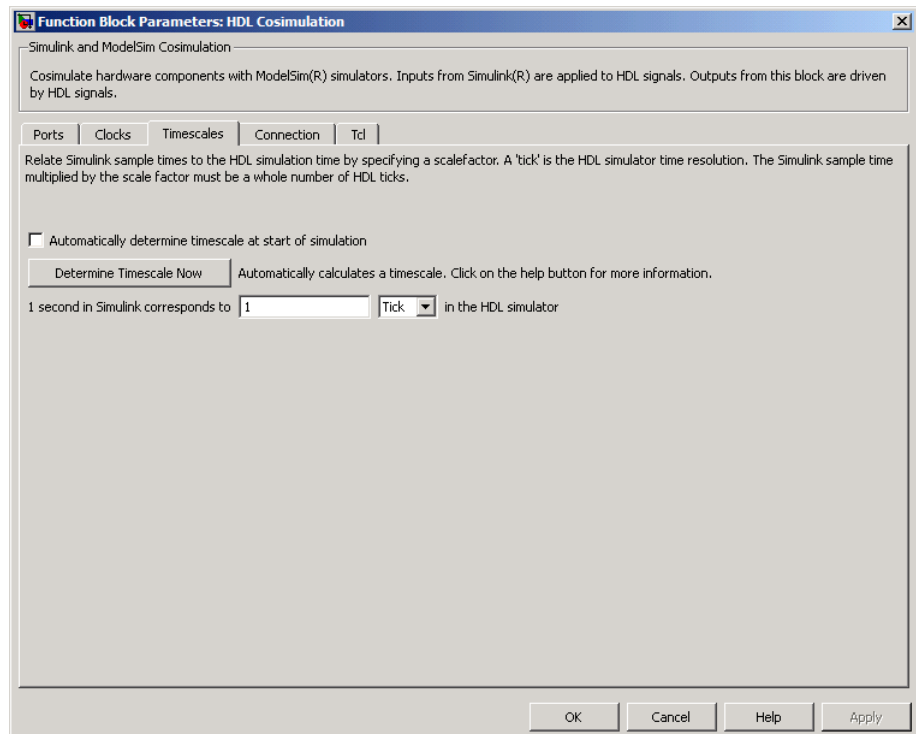 Function Block Parameters: HDL Cosimulation
Simulink and ModelSim Cosimulation
Cosimulate hardware components with ModelSim(R) simulators. Inputs from Simulink(R) are applied to HDL signals. Outputs from this block are driven
by HDL signals.
Ports Clocks Timescales Connection Tcl
Relate Simulink sample times to the HDL simulation time by specifying a scalefactor. A 'tick' is the HDL simulator time resolution. The Simulink sample time
multiplied by the scale factor must be a whole number of HDL ticks.
Automatically determine timescale at start of simulation
Determine Timescale Now Automatically calculates a timescale. Click on the help button for more information.
1 second in Simulink corresponds to 1 Tick in the HDL simulator
OK Cancel Help Apply